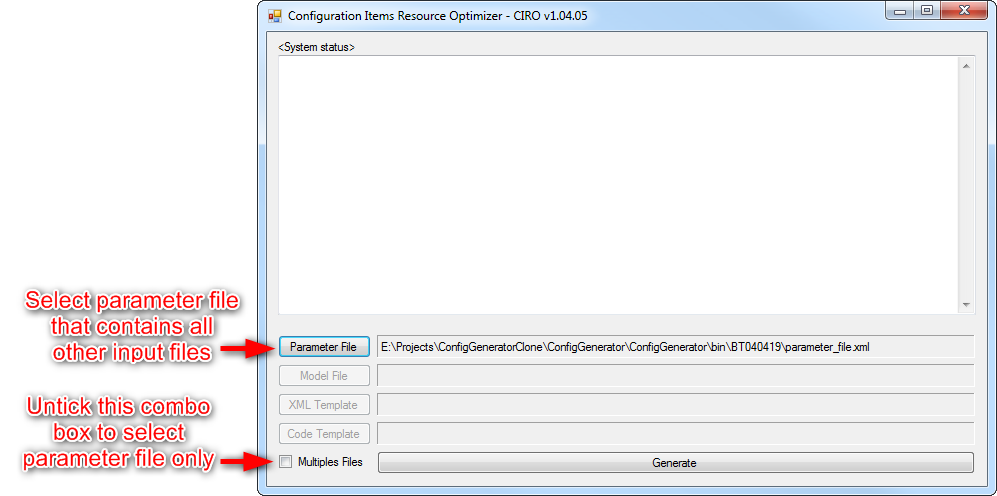 Configuration Items Resource Optimizer - CIRO v1.04.05
<System status>
Select parameter file
that contains all
other input files
Parameter File
E:\Projects\ConfigGeneratorClone\ConfigGenerator\ConfigGenerator\bin\BT040419\parameter_file.xml
Model File
XML Template
Code Template
Untick this combo
box to select
parameter file only
Multiples Files
Generate